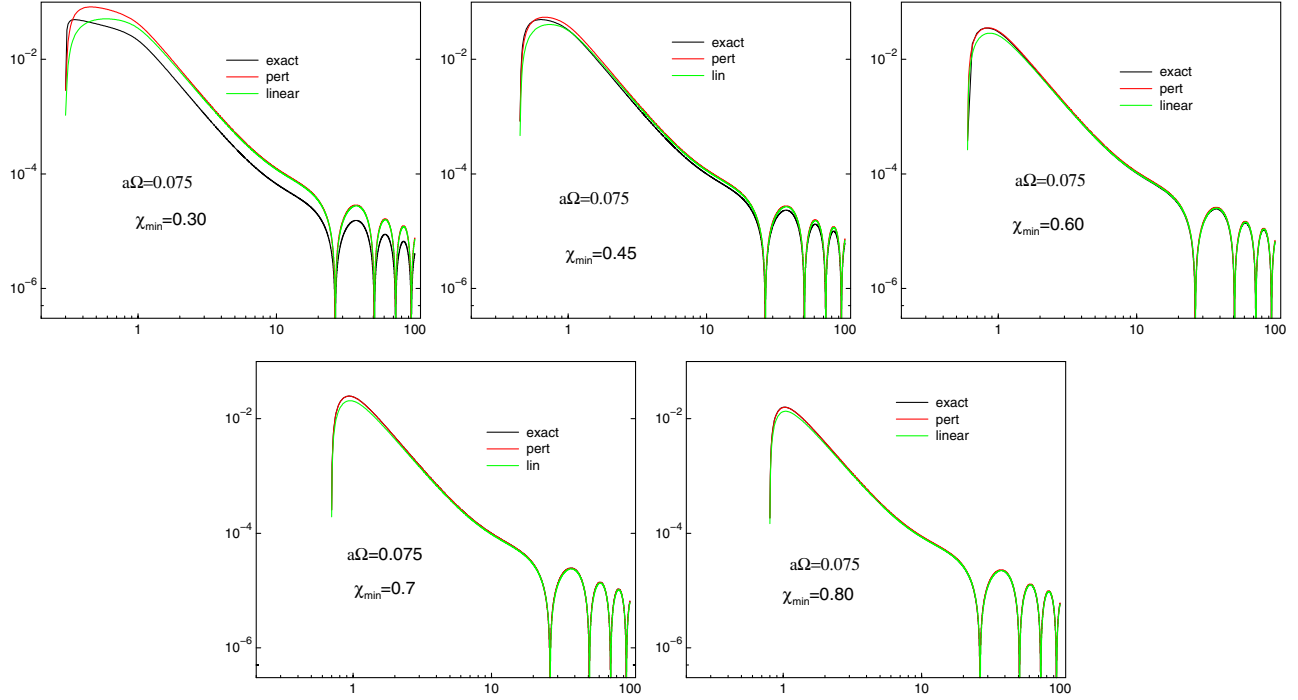 10⁻²
10⁻⁴
10⁻⁶
exact
pert
linear
aΩ=0.075
χmin=0.30
1
10
100
10⁻²
10⁻⁴
10⁻⁶
exact
pert
lin
aΩ=0.075
χmin=0.45
1
10
100
10⁻²
10⁻⁴
10⁻⁶
exact
pert
linear
aΩ=0.075
χmin=0.60
1
10
100
10⁻²
10⁻⁴
10⁻⁶
exact
pert
lin
aΩ=0.075
χmin=0.7
1
10
100
10⁻²
10⁻⁴
10⁻⁶
exact
pert
linear
aΩ=0.075
χmin=0.80
1
10
100